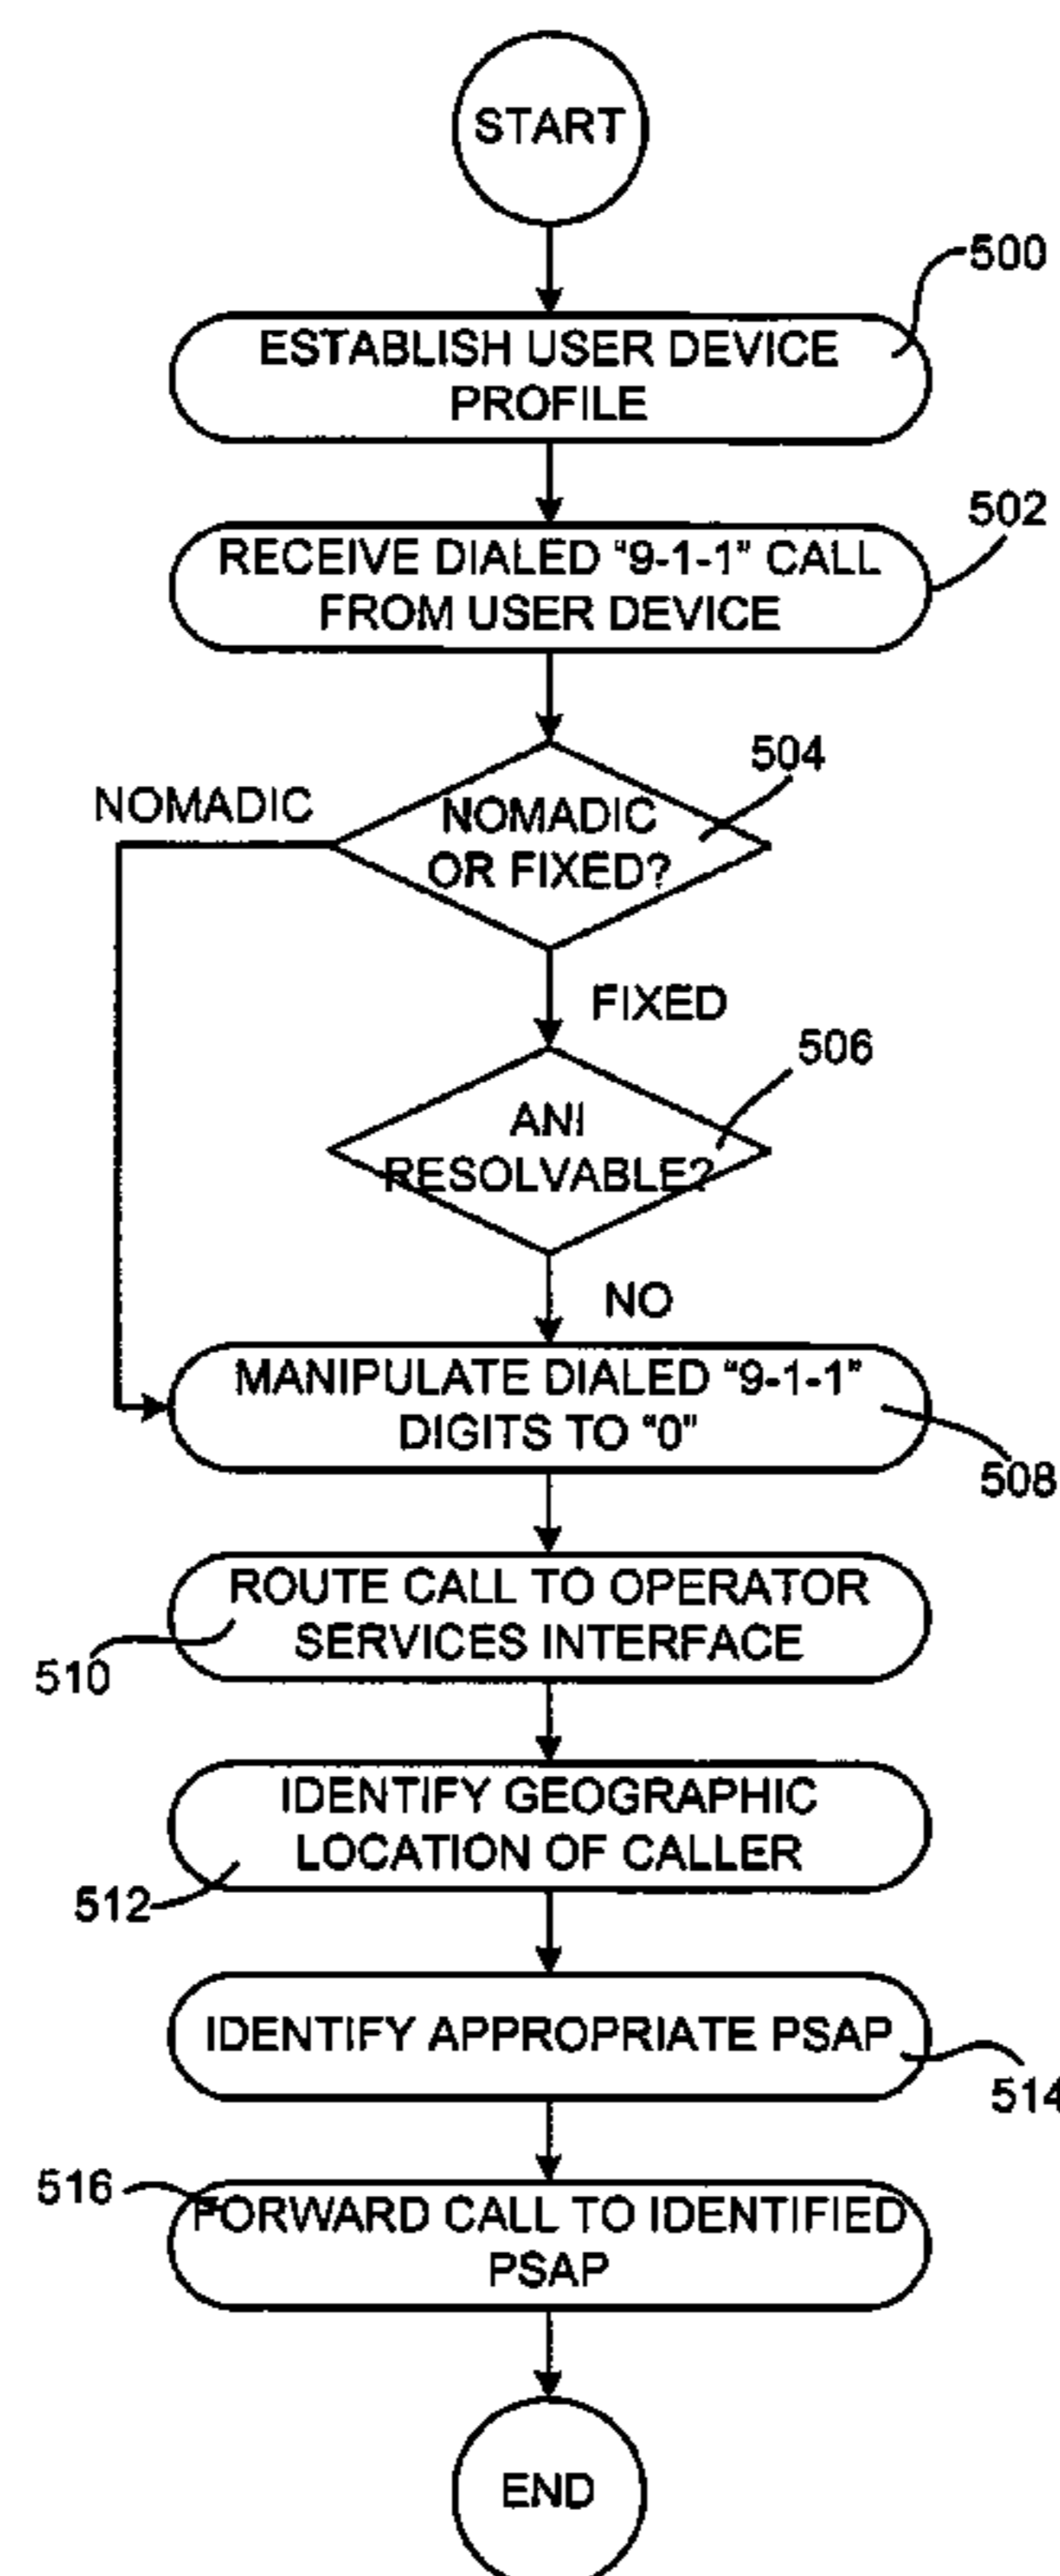 START
500
ESTABLISH USER DEVICE
PROFILE
502
RECEIVE DIALED “9-1-1” CALL
FROM USER DEVICE
504
NOMADIC
NOMADIC
OR FIXED?
FIXED
506
ANI
RESOLVABLE?
NO
MANIPULATE DIALED “9-1-1”
DIGITS TO “0”
508
ROUTE CALL TO OPERATOR
SERVICES INTERFACE
510
IDENTIFY GEOGRAPHIC
LOCATION OF CALLER
512
IDENTIFY APPROPRIATE PSAP
514
516
FORWARD CALL TO IDENTIFIED
PSAP
END